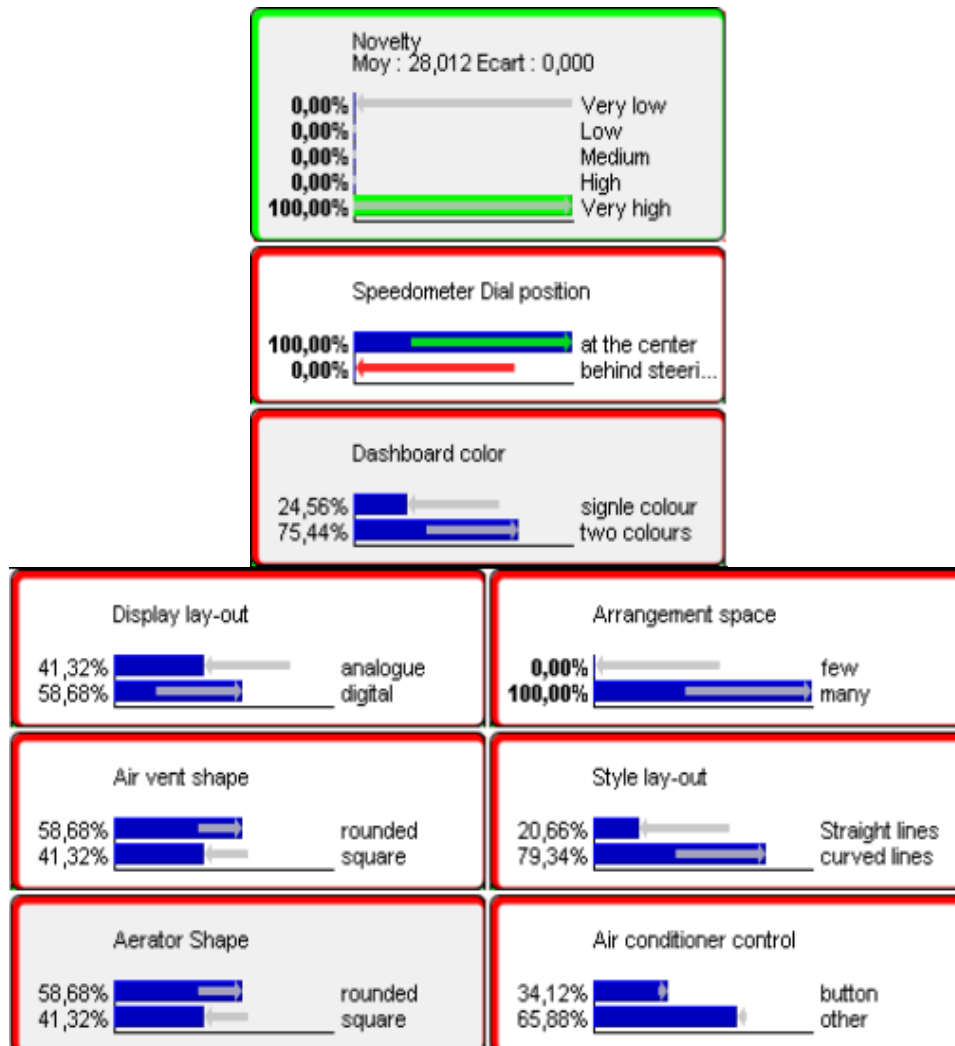 Novelty
Moy : 28,012 Ecart : 0,000
0,00% Very low
0,00% Low
0,00% Medium
0,00% High
100,00% Very high
Speedometer Dial position
100,00% at the center
0,00% behind steeri...
Dashboard color
24,56% signle colour
75,44% two colours
Display lay-out
41,32% analogue
58,68% digital
Arrangement space
0,00% few
100,00% many
Air vent shape
58,68% rounded
41,32% square
Style lay-out
20,66% Straight lines
79,34% curved lines
Aerator Shape
58,68% rounded
41,32% square
Air conditioner control
34,12% button
65,88% other